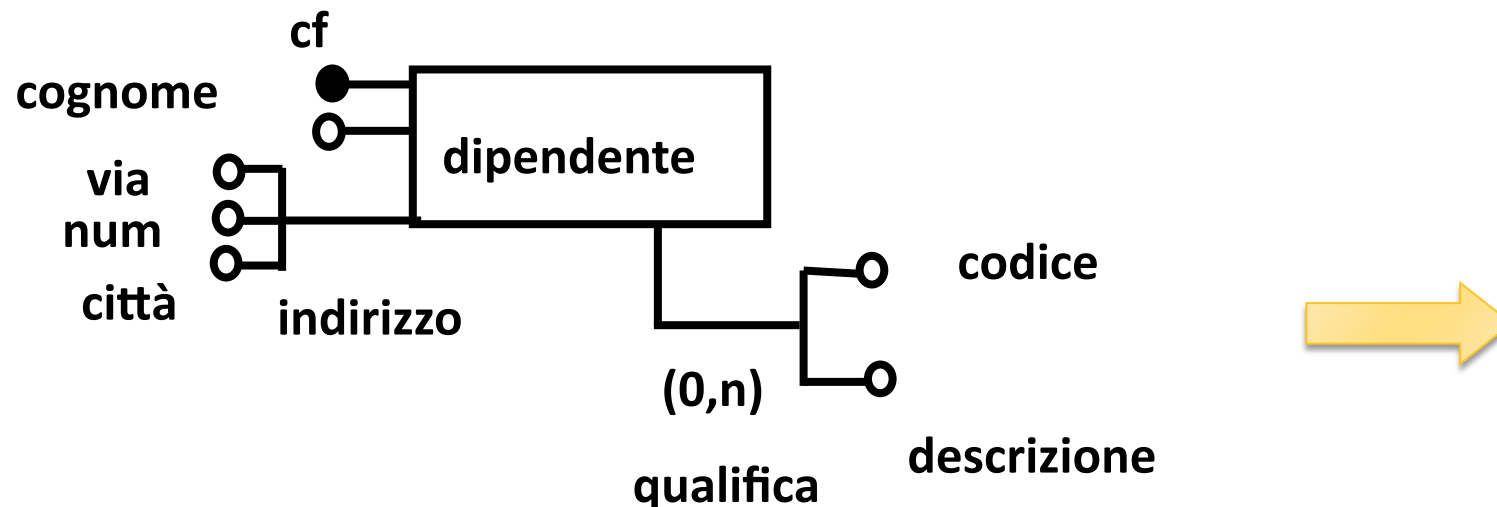 cf
cognome
dipendente
via
num
città
indirizzo
codice
(0,n)
descrizione
qualifica